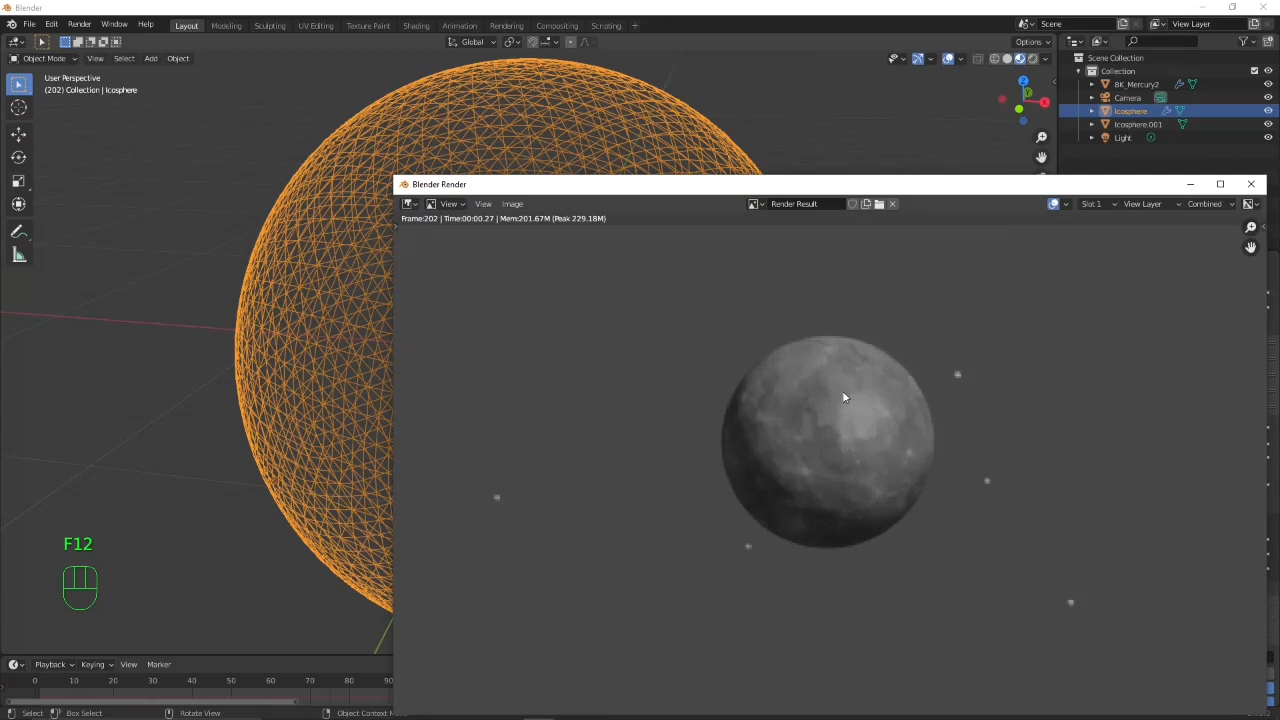 Blender
File Edit Render Window Help Layout Modeling Sculpting UV Editing Texture Paint Shading Animation Rendering Compositing Scripting + Scene View Layer
Global Options
Object Mode View Select Add Object
Scene Collection
Collection
User Perspective
(202) Collection | Icosphere
Z
Y
X
8K_Mercury2
Camera
Icosphere
Icosphere.001
Light
Blender Render
View View Image Render Result Slot 1 View Layer Combined
Frame:202 | Time:00:00.27 | Mem:201.67M (Peak 229.18M)
F12
Playback Keying View Marker
0 10 20 30 40 50 60 70 80 90
Select Box Select Rotate View Object Context